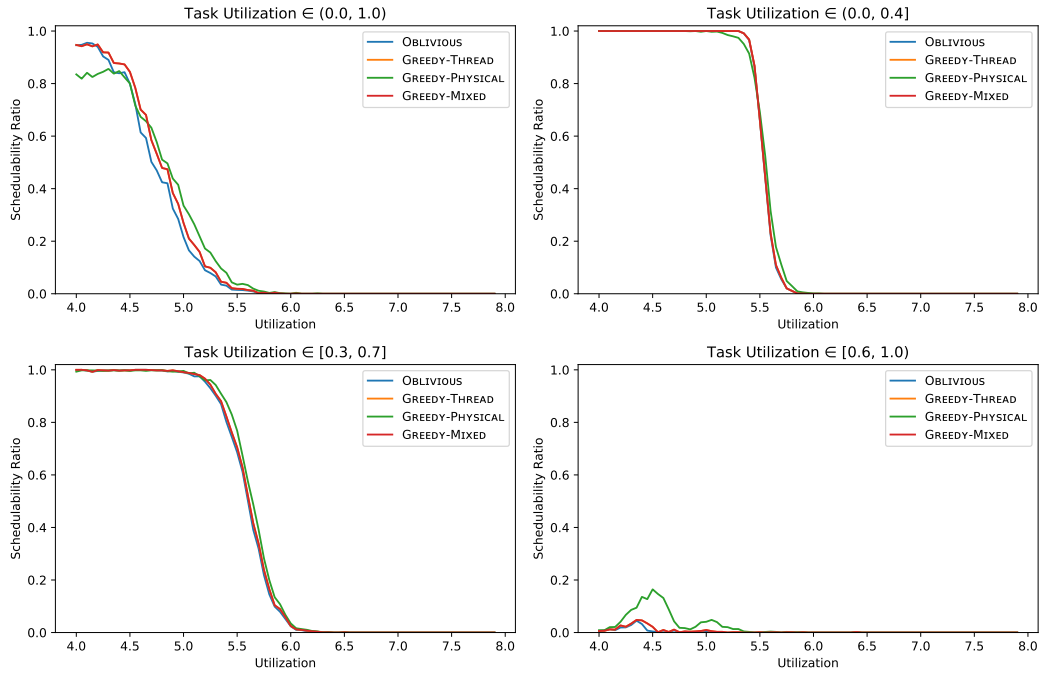 Task Utilization ∈ (0.0, 1.0)
1.0
0.8
0.6
0.4
0.2
0.0
Schedulability Ratio
Oblivious
Greedy-Thread
Greedy-Physical
Greedy-Mixed
4.0 4.5 5.0 5.5 6.0 6.5 7.0 7.5 8.0
Utilization
Task Utilization ∈ (0.0, 0.4]
1.0
0.8
0.6
0.4
0.2
0.0
Schedulability Ratio
Oblivious
Greedy-Thread
Greedy-Physical
Greedy-Mixed
4.0 4.5 5.0 5.5 6.0 6.5 7.0 7.5 8.0
Utilization
Task Utilization ∈ [0.3, 0.7]
1.0
0.8
0.6
0.4
0.2
0.0
Schedulability Ratio
Oblivious
Greedy-Thread
Greedy-Physical
Greedy-Mixed
4.0 4.5 5.0 5.5 6.0 6.5 7.0 7.5 8.0
Utilization
Task Utilization ∈ [0.6, 1.0)
1.0
0.8
0.6
0.4
0.2
0.0
Schedulability Ratio
Oblivious
Greedy-Thread
Greedy-Physical
Greedy-Mixed
4.0 4.5 5.0 5.5 6.0 6.5 7.0 7.5 8.0
Utilization